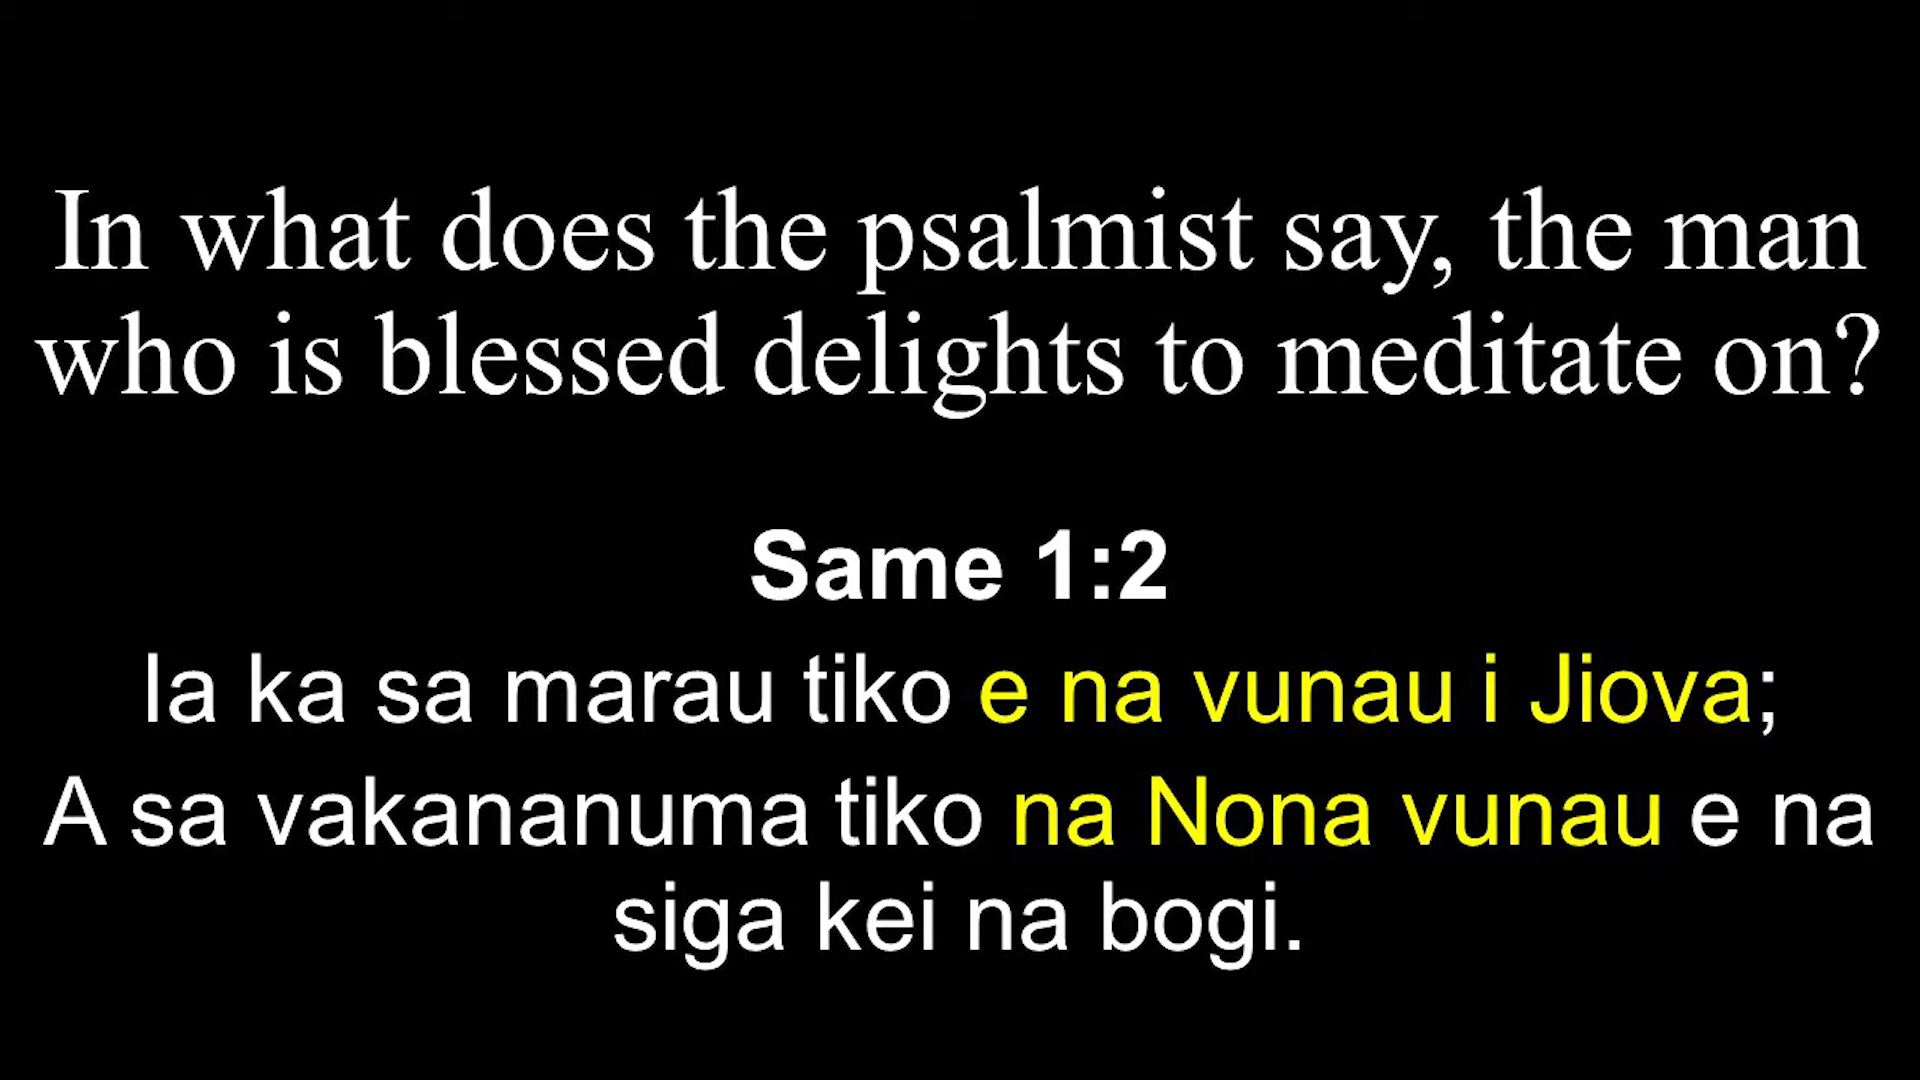 In what does the psalmist say, the man
who is blessed delights to meditate on?
Same 1:2
Ia ka sa marau tiko e na vunau i Jiova;
A sa vakananuma tiko na Nona vunau e na
siga kei na bogi.